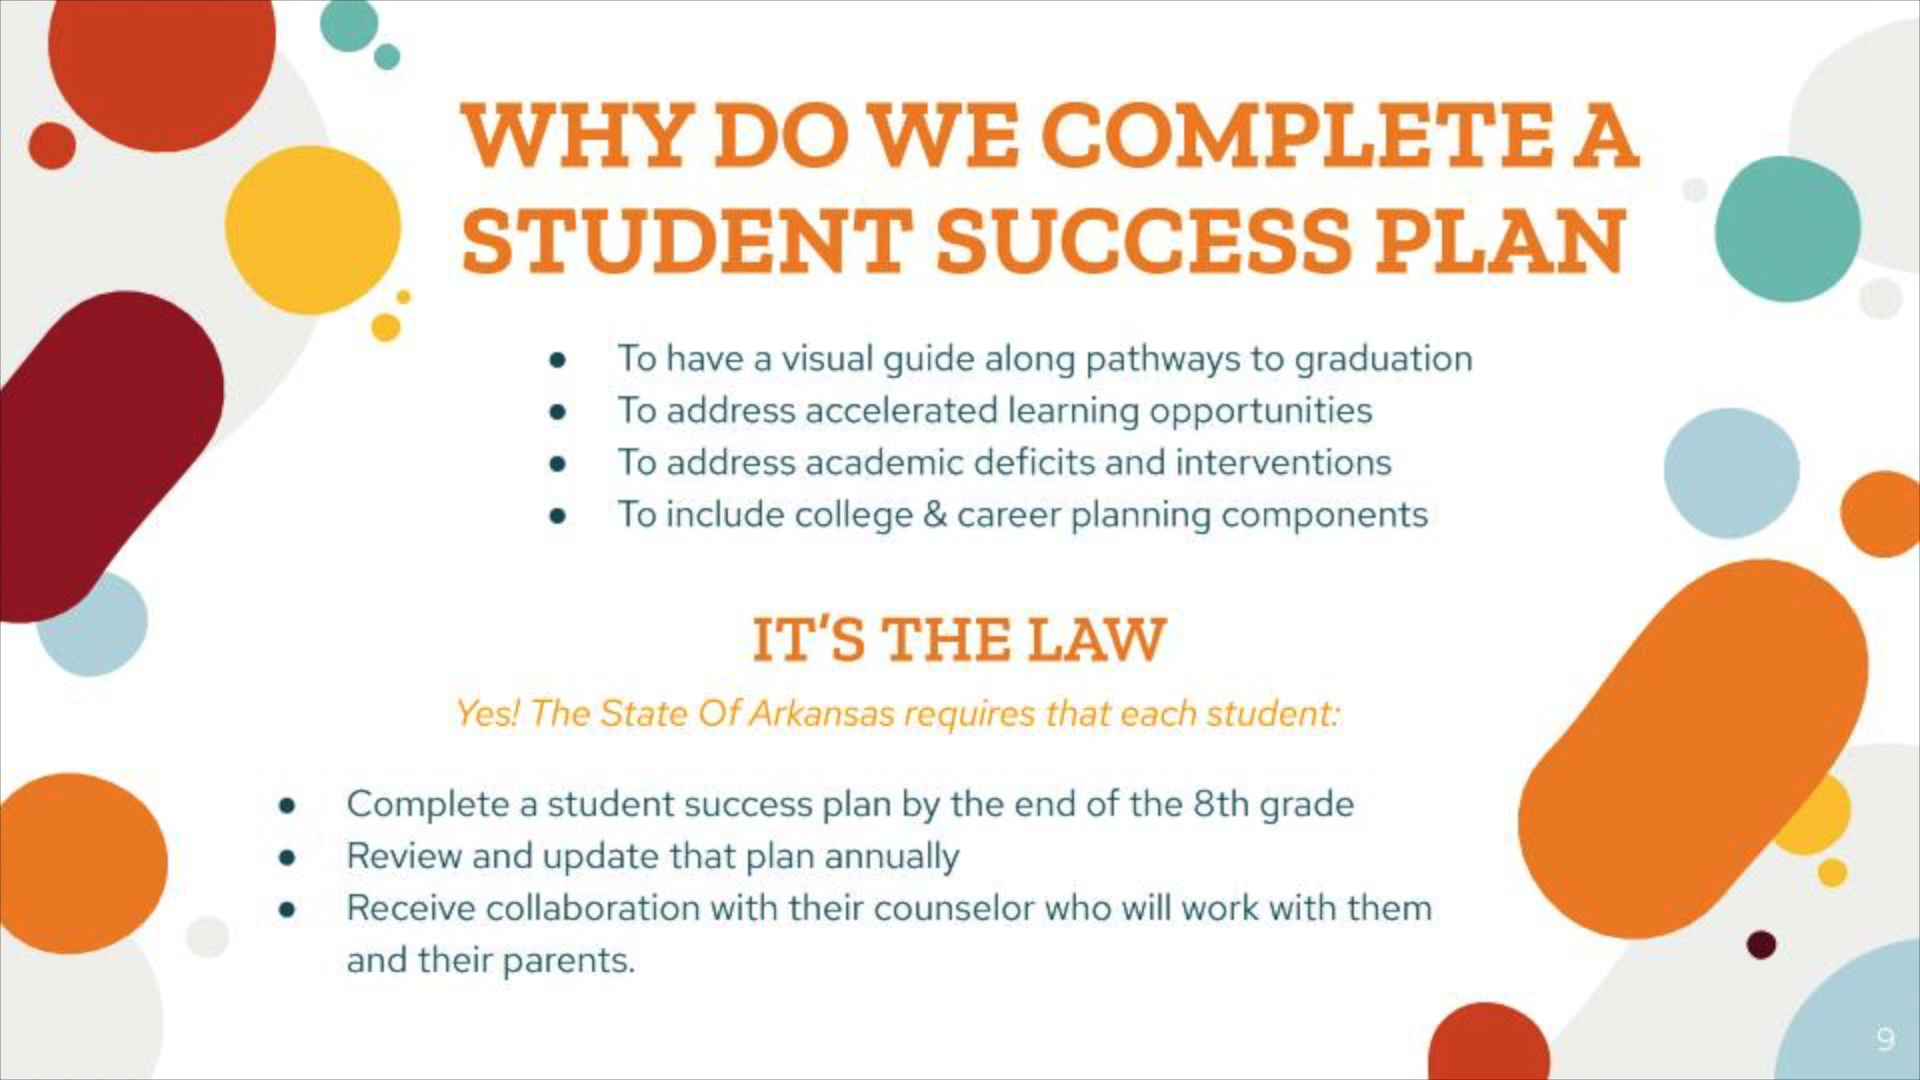 WHY DO WE COMPLETE A
STUDENT SUCCESS PLAN
● To have a visual guide along pathways to graduation
● To address accelerated learning opportunities
● To address academic deficits and interventions
● To include college & career planning components
IT'S THE LAW
Yes! The State Of Arkansas requires that each student:
● Complete a student success plan by the end of the 8th grade
● Review and update that plan annually
● Receive collaboration with their counselor who will work with them
and their parents.
9